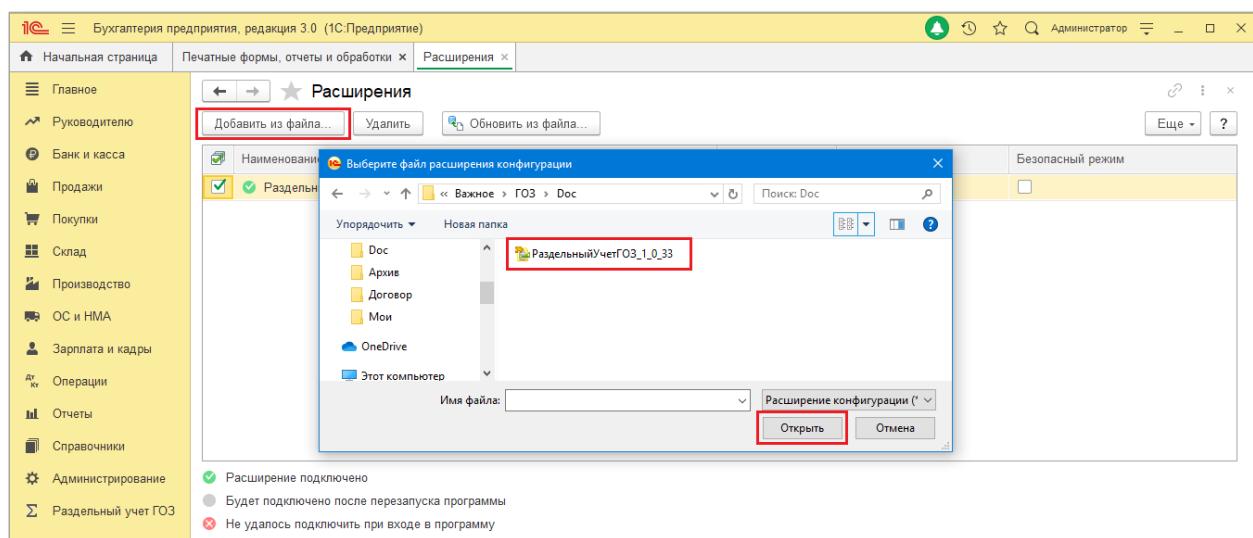 1С Бухгалтерия предприятия, редакция 3.0 (1С:Предприятие) Администратор
Начальная страница Печатные формы, отчеты и обработки × Расширения ×
Главное
Руководителю
Банк и касса
Продажи
Покупки
Склад
Производство
ОС и НМА
Зарплата и кадры
Операции
Отчеты
Справочники
Администрирование
Раздельный учет ГОЗ
Расширения
Добавить из файла... Удалить Обновить из файла... Еще ?
Наименование Безопасный режим
Раздельн
Выберите файл расширения конфигурации
« Важное › ГОЗ › Doc Поиск: Doc
Упорядочить Новая папка
Doc
Архив
Договор
Мои
OneDrive
Этот компьютер
РаздельныйУчетГОЗ_1_0_33
Имя файла: Расширение конфигурации (*
Открыть Отмена
Расширение подключено
Будет подключено после перезапуска программы
Не удалось подключить при входе в программу